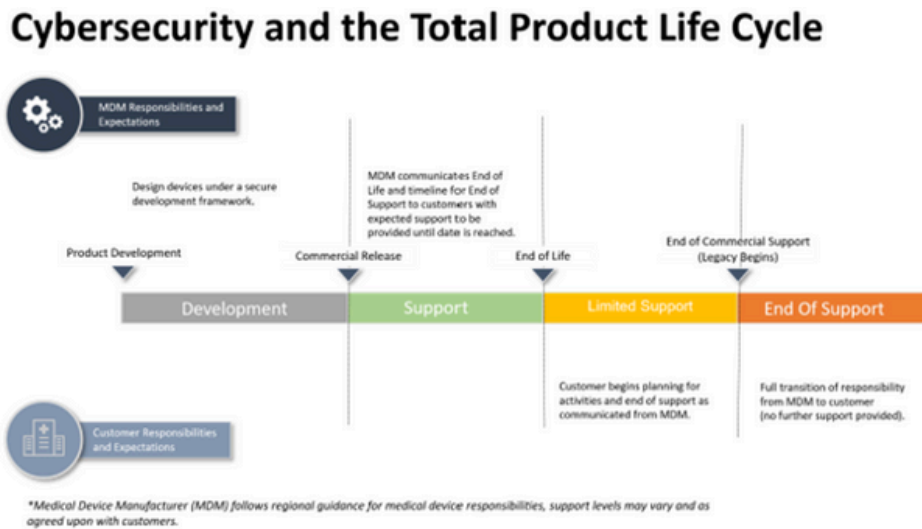 Cybersecurity and the Total Product Life Cycle
MDM Responsibilities and
Expectations
Design devices under a secure
development framework.
MDM communicates End of
Life and timeline for End of
Support to customers with
expected support to be
provided until date is reached.
Product Development
Commercial Release
End of Life
End of Commercial Support
(Legacy Begins)
Development
Support
Limited Support
End Of Support
Customer begins planning for
activities and end of support as
communicated from MDM.
Full transition of responsibility
from MDM to customer
(no further support provided).
Customer Responsibilities
and Expectations
*Medical Device Manufacturer (MDM) follows regional guidance for medical device responsibilities, support levels may vary and as
agreed upon with customers.